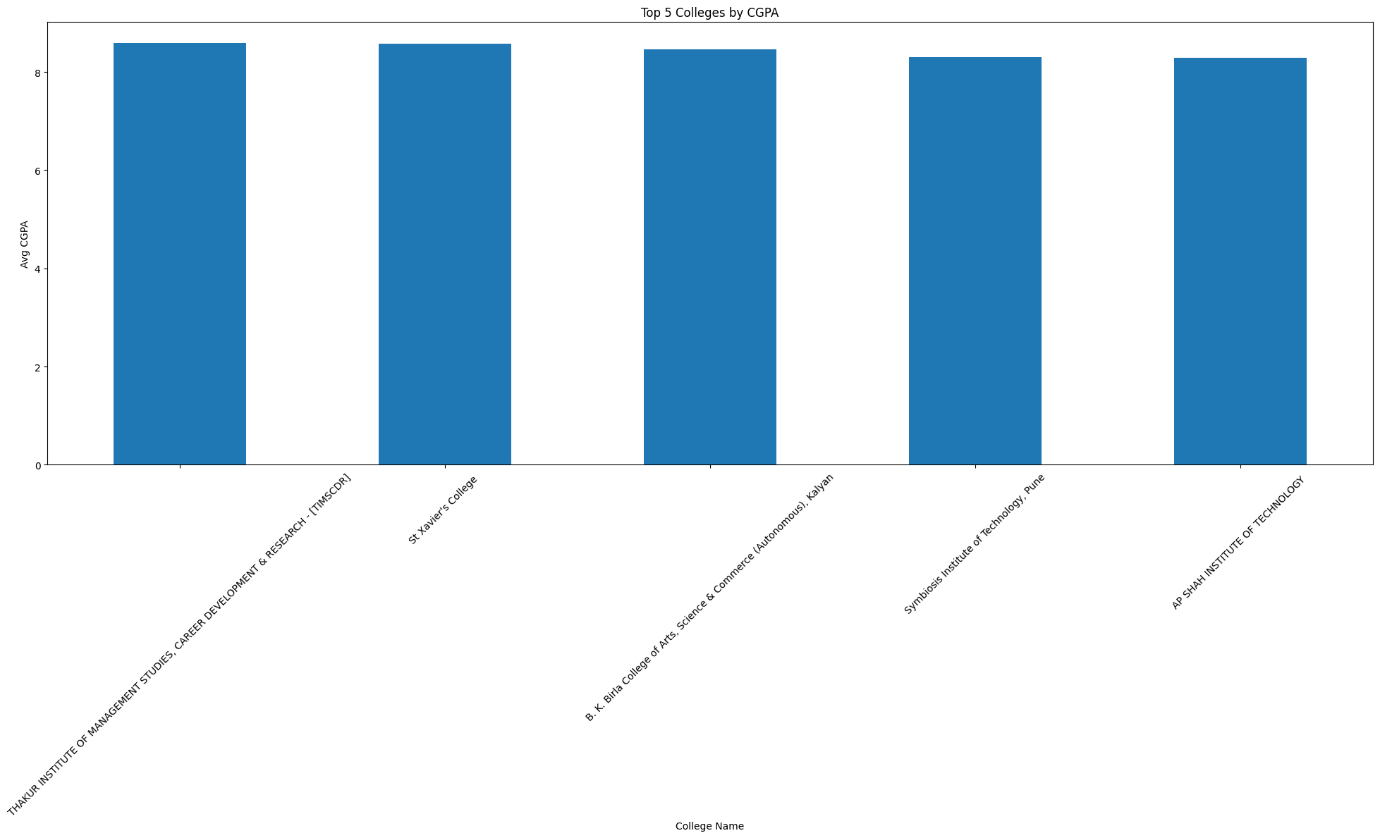 Top 5 Colleges by CGPA
Avg CGPA
8
6
4
2
0
THAKUR INSTITUTE OF MANAGEMENT STUDIES, CAREER DEVELOPMENT & RESEARCH - [TIMSCDR]
St Xavier's College
B. K. Birla College of Arts, Science & Commerce (Autonomous), Kalyan
Symbiosis Institute of Technology, Pune
AP SHAH INSTITUTE OF TECHNOLOGY
College Name